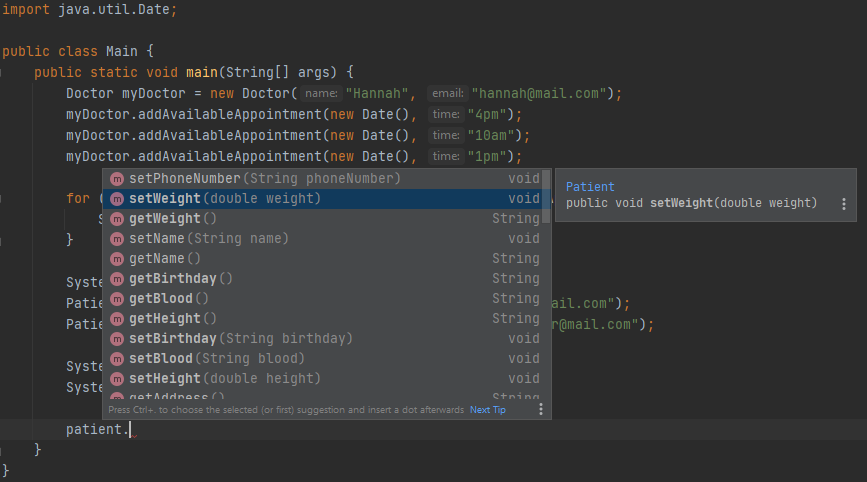 import java.util.Date;
public class Main {
public static void main(String[] args) {
Doctor myDoctor = new Doctor( name: "Hannah", email: "hannah@mail.com");
myDoctor.addAvailableAppointment(new Date(), time: "4pm");
myDoctor.addAvailableAppointment(new Date(), time: "10am");
myDoctor.addAvailableAppointment(new Date(), time: "1pm");
setPhoneNumber(String phoneNumber) void
for (
setWeight(double weight) void
getWeight() String
setName(String name) void
}
getName() String
getBirthday() String
Syste
getBlood() String
Patie
ail.com");
getHeight() String
Patie
r@mail.com");
setBirthday(String birthday) void
setBlood(String blood) void
Syste
setHeight(double height) void
Syste
getAddress() String
Press Ctrl+. to choose the selected (or first) suggestion and insert a dot afterwards Next Tip
Patient
public void setWeight(double weight)
patient.
}
}